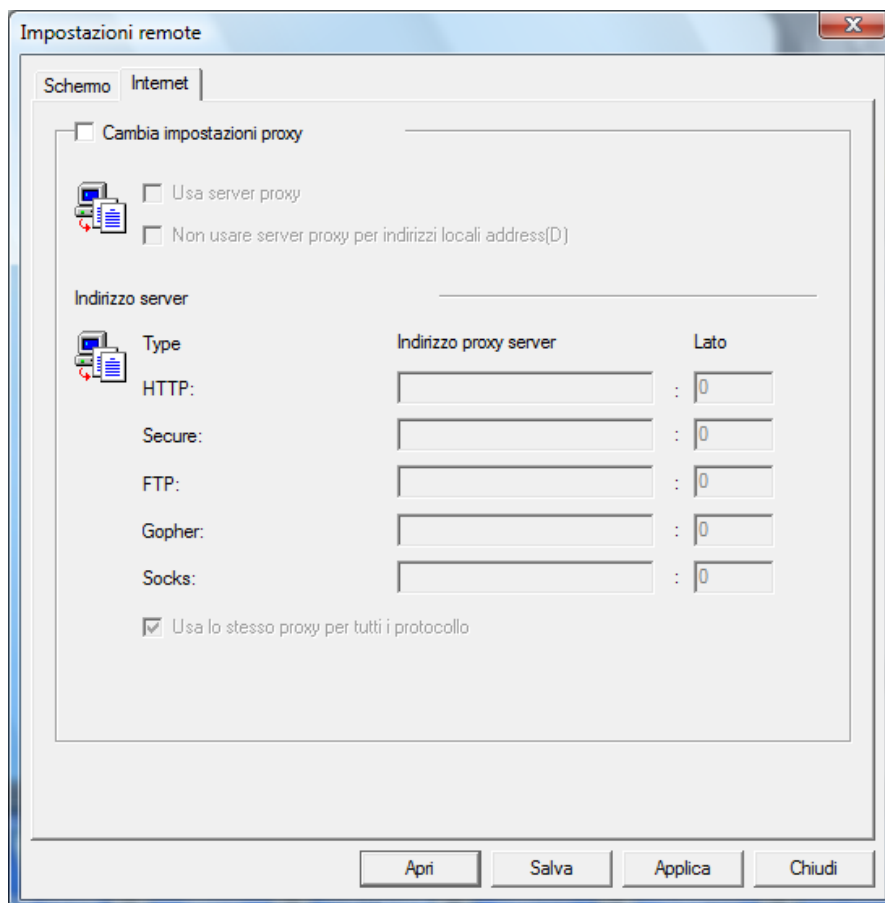 Impostazioni remote
Schermo Internet
Cambia impostazioni proxy
Usa server proxy
Non usare server proxy per indirizzi locali address(D)
Indirizzo server
Type Indirizzo proxy server Lato
HTTP: : 0
Secure: : 0
FTP: : 0
Gopher: : 0
Socks: : 0
Usa lo stesso proxy per tutti i protocollo
Apri Salva Applica Chiudi